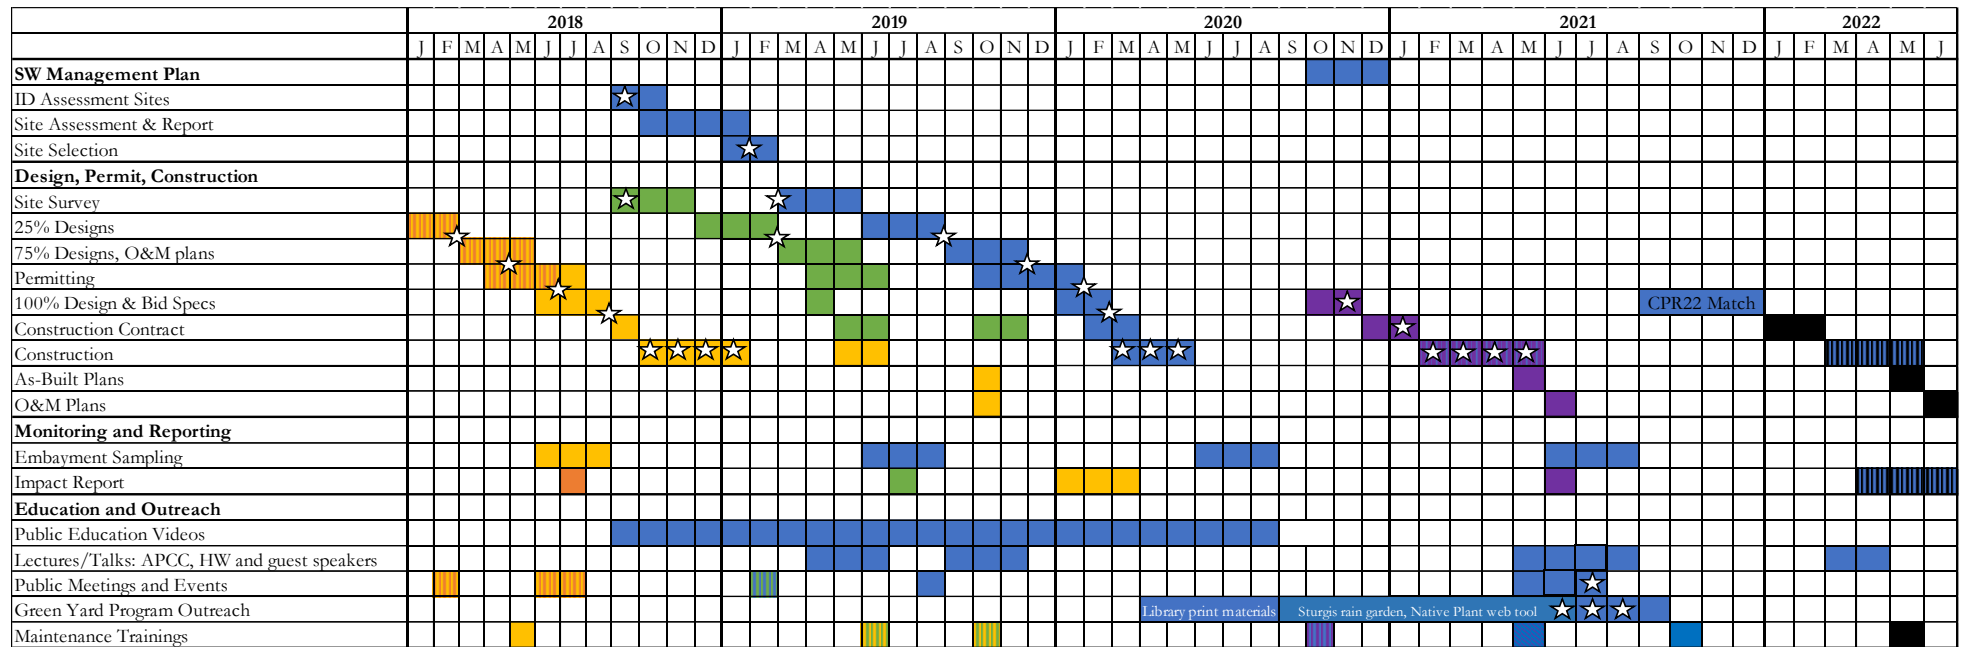 2018 2019 2020 2021 2022
J F M A M J J A S O N D J F M A M J J A S O N D J F M A M J J A S O N D J F M A M J J A S O N D J F M A M J
SW Management Plan
ID Assessment Sites
Site Assessment & Report
Site Selection
Design, Permit, Construction
Site Survey
25% Designs
75% Designs, O&M plans
Permitting
100% Design & Bid Specs CPR22 Match
Construction Contract
Construction
As-Built Plans
O&M Plans
Monitoring and Reporting
Embayment Sampling
Impact Report
Education and Outreach
Public Education Videos
Lectures/Talks: APCC, HW and guest speakers
Public Meetings and Events
Green Yard Program Outreach Library print materials Sturgis rain garden, Native Plant web tool
Maintenance Trainings